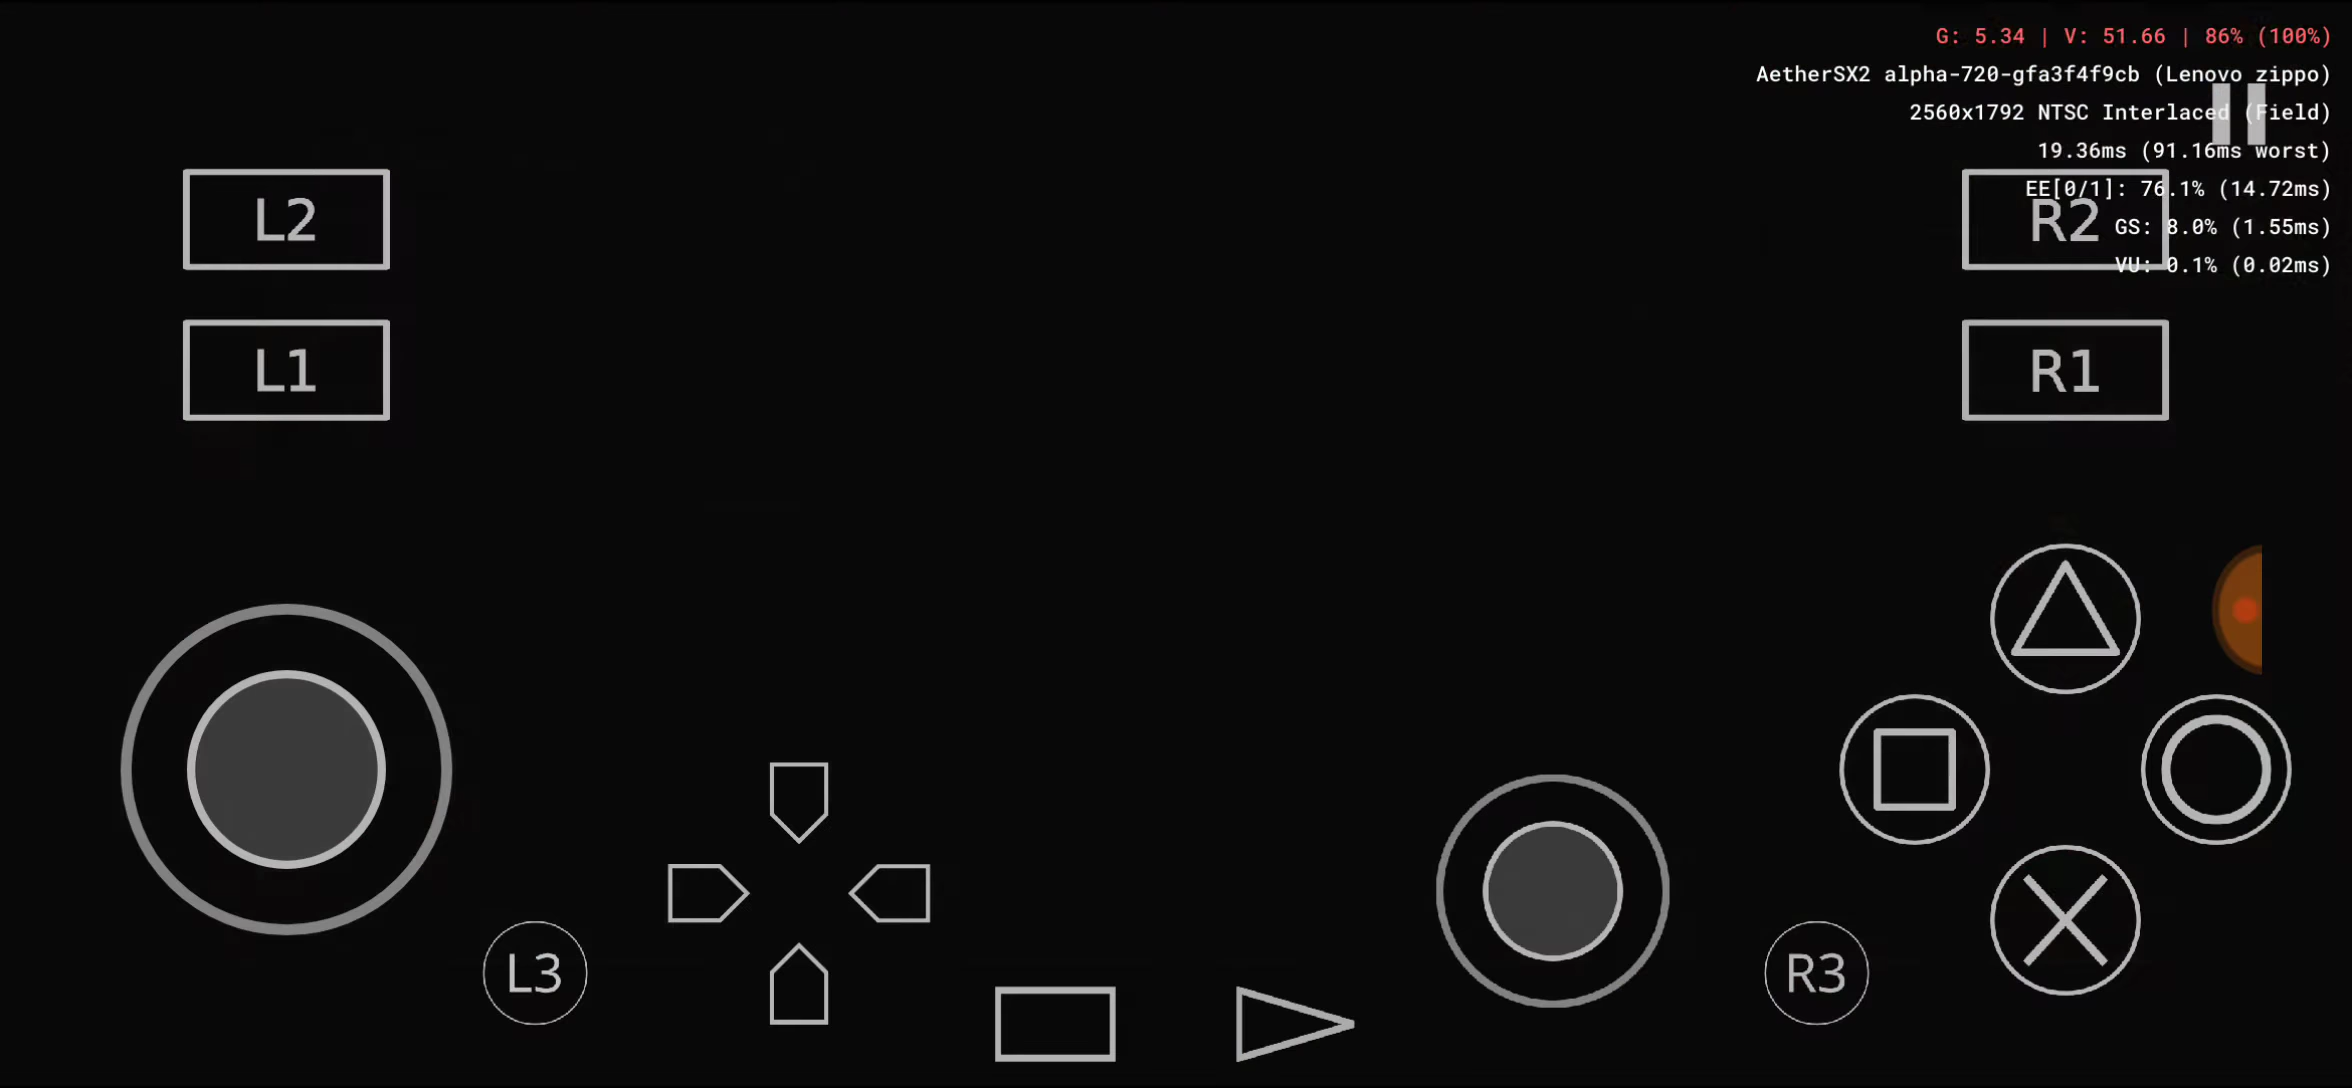 G: 5.34 | V: 51.66 | 86% (100%)
AetherSX2 alpha-720-gfa3f4f9cb (Lenovo zippo)
2560x1792 NTSC Interlaced (Field)
19.36ms (91.16ms worst)
EE[0/1]: 76.1% (14.72ms)
GS: 8.0% (1.55ms)
VU: 0.1% (0.02ms)
L2
R2
L1
R1
L3
R3